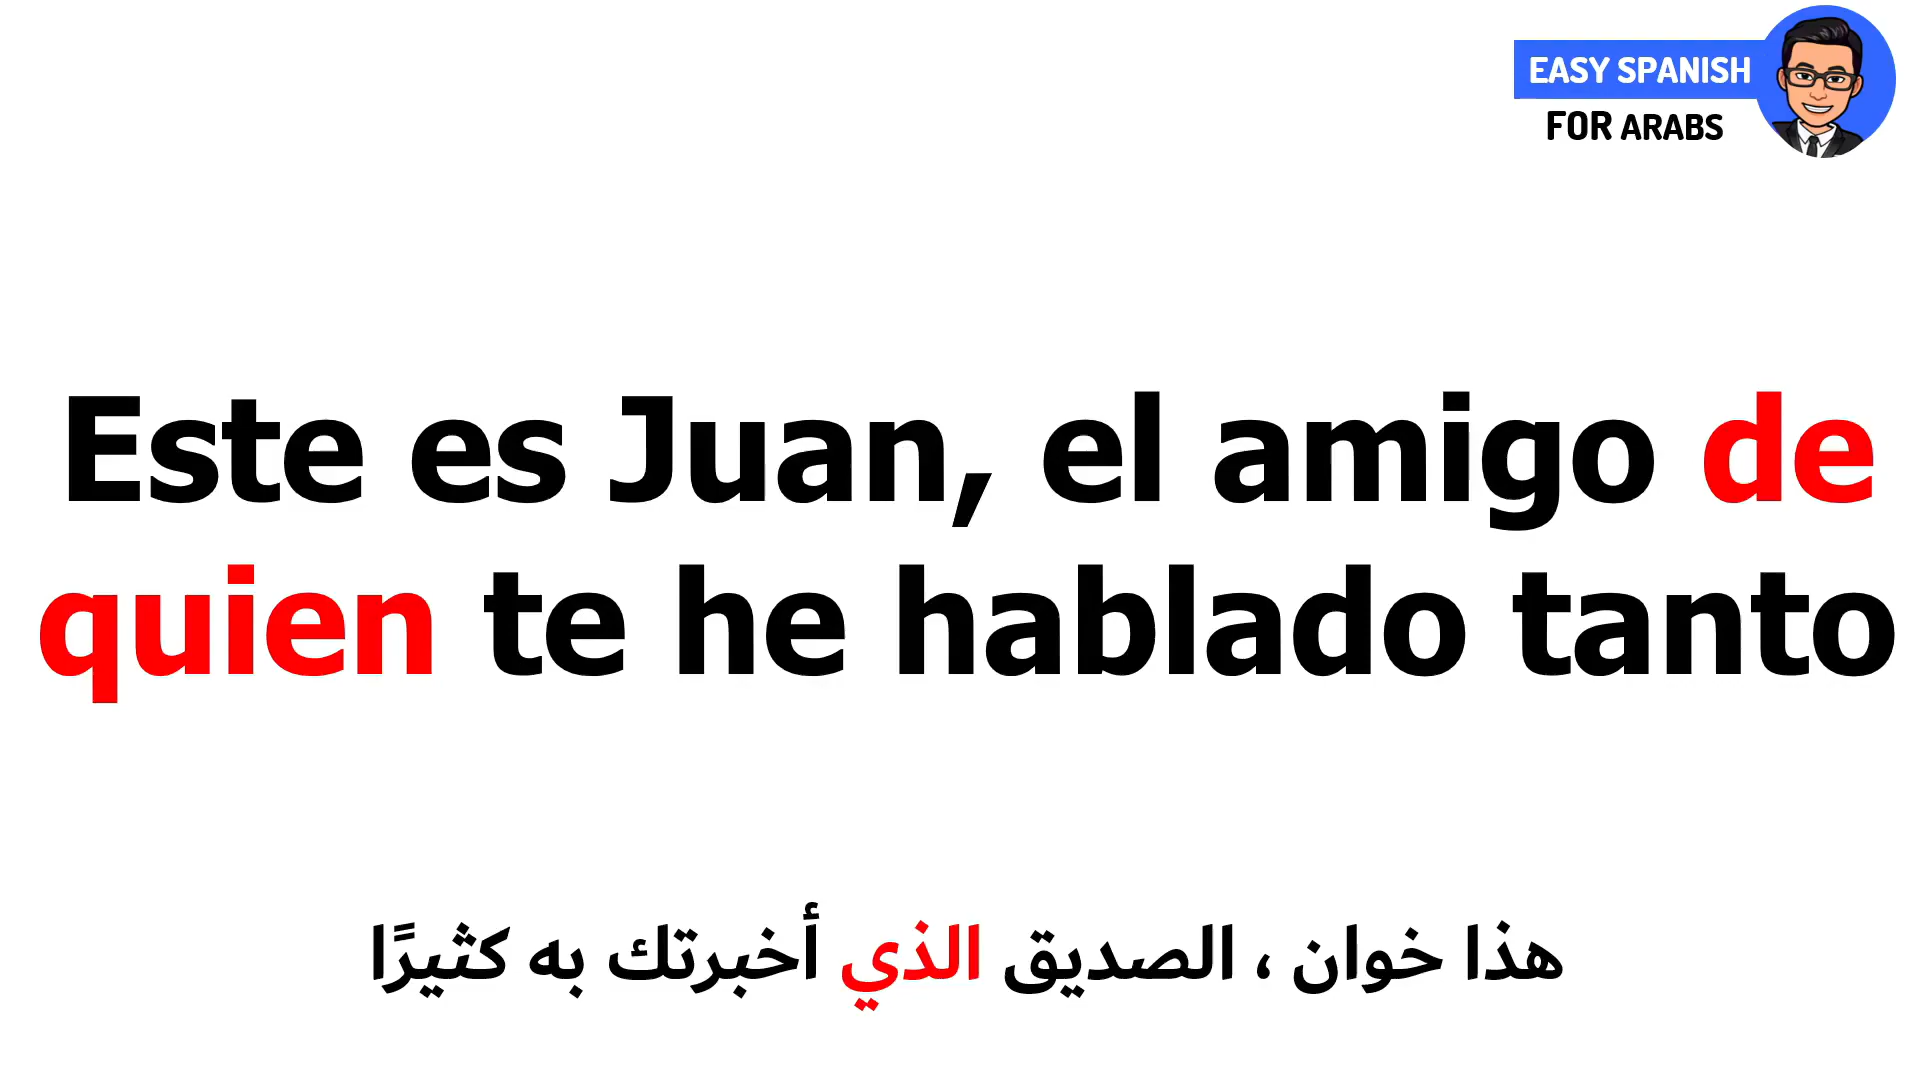 EASY SPANISH
FOR ARABS
Este es Juan, el amigo de
quien te he hablado tanto
هذا خوان ، الصديق الذي أخبرتك به كثيرًا